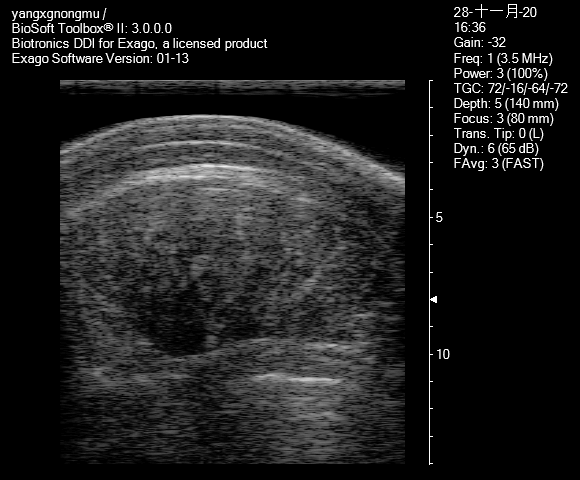 yangxgnongmu /
BioSoft Toolbox® II: 3.0.0.0
Biotronics DDI for Exago, a licensed product
Exago Software Version: 01-13
28-十一月-20
16:36
Gain: -32
Freq: 1 (3.5 MHz)
Power: 3 (100%)
TGC: 72/-16/-64/-72
Depth: 5 (140 mm)
Focus: 3 (80 mm)
Trans. Tip: 0 (L)
Dyn.: 6 (65 dB)
FAvg: 3 (FAST)
5
10